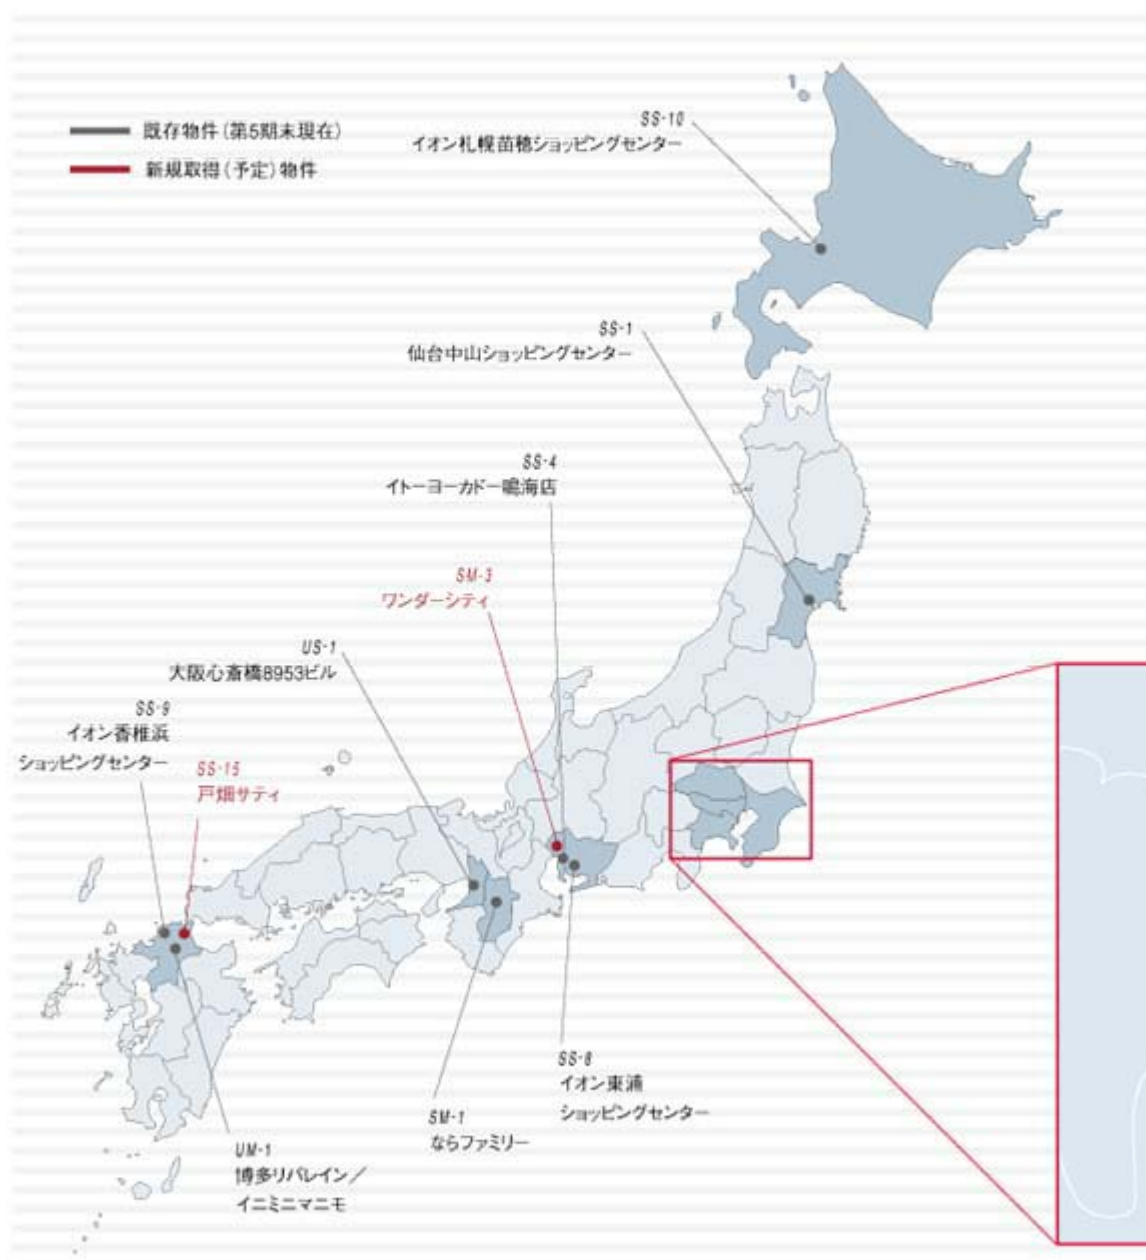 既存物件(第5期末現在)
新規取得(予定)物件
SS-10
イオン札幌苗穂ショッピングセンター
SS-1
仙台中山ショッピングセンター
SS-4
イトーヨーカドー鳴海店
SM-3
ワンダーシティ
US-1
大阪心斎橋8953ビル
SS-9
イオン香椎浜
ショッピングセンター
SS-15
戸畑サティ
SS-8
イオン東浦
ショッピングセンター
SM-1
ならファミリー
UM-1
博多リバレイン/
イニミニマニモ